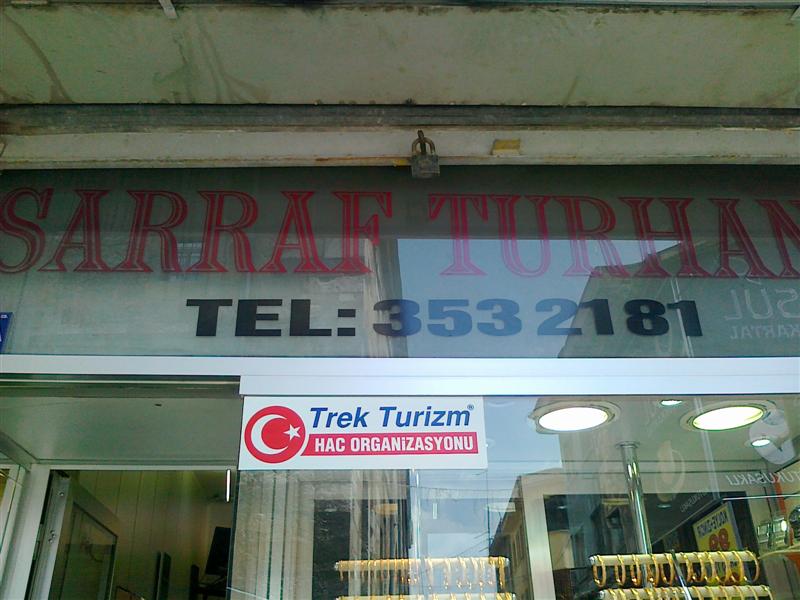 SARRAF TURHAN
TEL: 353 2181
Trek Turizm®
HAC ORGANİZASYONU